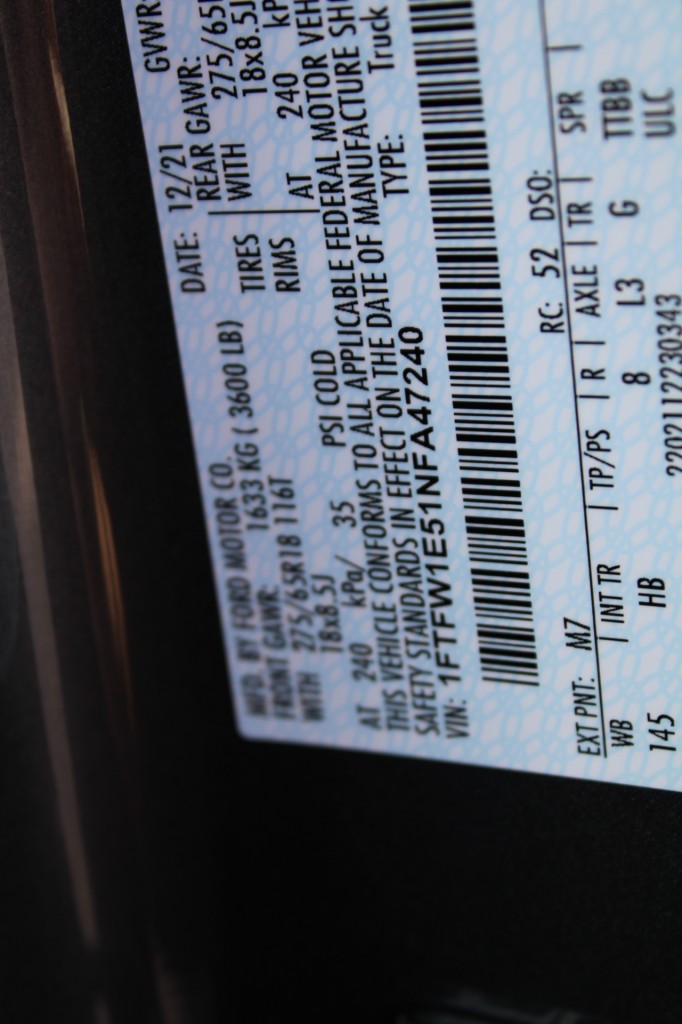 MFD. BY FORD MOTOR CO. DATE: 12/21 GVWR:
FRONT GAWR: 1633 KG ( 3600 LB) REAR GAWR:
WITH 275/65R18 116T TIRES WITH 275/65
18x8.5J RIMS 18x8.5J
AT 240 kPa/ 35 PSI COLD AT 240 kP
THIS VEHICLE CONFORMS TO ALL APPLICABLE FEDERAL MOTOR VEH
SAFETY STANDARDS IN EFFECT ON THE DATE OF MANUFACTURE SH
VIN: 1FTFW1E51NFA47240 TYPE: Truck
EXT PNT: M7 RC: 52 DSO:
WB | INT TR | TP/PS | R | AXLE | TR | SPR |
145 HB 8 L3 G TTBB
2202112230343 ULC